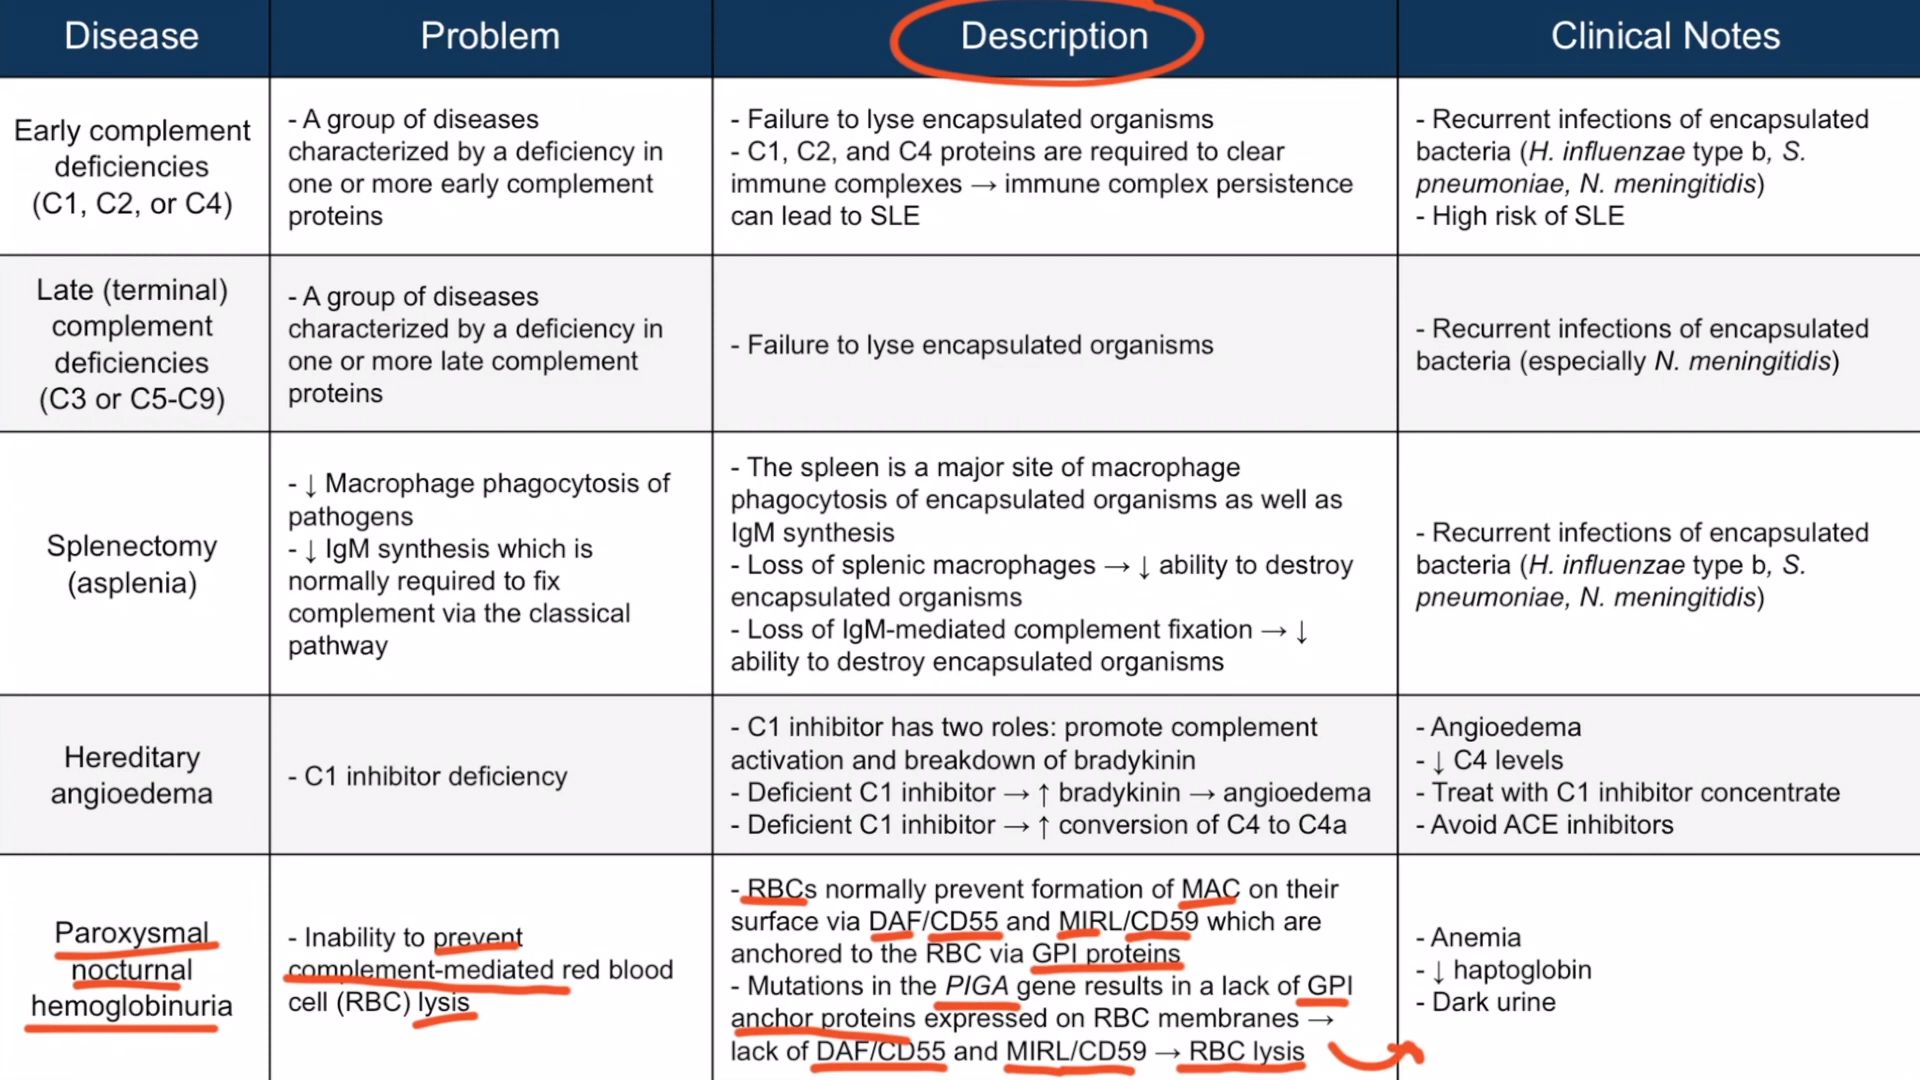 Disease
Problem
Description
Clinical Notes
Early complement
deficiencies
(C1, C2, or C4)
- A group of diseases
characterized by a deficiency in
one or more early complement
proteins
- Failure to lyse encapsulated organisms
- C1, C2, and C4 proteins are required to clear
immune complexes → immune complex persistence
can lead to SLE
- Recurrent infections of encapsulated
bacteria (H. influenzae type b, S.
pneumoniae, N. meningitidis)
- High risk of SLE
Late (terminal)
complement
deficiencies
(C3 or C5-C9)
- A group of diseases
characterized by a deficiency in
one or more late complement
proteins
- Failure to lyse encapsulated organisms
- Recurrent infections of encapsulated
bacteria (especially N. meningitidis)
Splenectomy
(asplenia)
- ↓ Macrophage phagocytosis of
pathogens
- ↓ IgM synthesis which is
normally required to fix
complement via the classical
pathway
- The spleen is a major site of macrophage
phagocytosis of encapsulated organisms as well as
IgM synthesis
- Loss of splenic macrophages → ↓ ability to destroy
encapsulated organisms
- Loss of IgM-mediated complement fixation → ↓
ability to destroy encapsulated organisms
- Recurrent infections of encapsulated
bacteria (H. influenzae type b, S.
pneumoniae, N. meningitidis)
Hereditary
angioedema
- C1 inhibitor deficiency
- C1 inhibitor has two roles: promote complement
activation and breakdown of bradykinin
- Deficient C1 inhibitor → ↑ bradykinin → angioedema
- Deficient C1 inhibitor → ↑ conversion of C4 to C4a
- Angioedema
- ↓ C4 levels
- Treat with C1 inhibitor concentrate
- Avoid ACE inhibitors
Paroxysmal
nocturnal
hemoglobinuria
- Inability to prevent
complement-mediated red blood
cell (RBC) lysis
- RBCs normally prevent formation of MAC on their
surface via DAF/CD55 and MIRL/CD59 which are
anchored to the RBC via GPI proteins
- Mutations in the PIGA gene results in a lack of GPI
anchor proteins expressed on RBC membranes →
lack of DAF/CD55 and MIRL/CD59 → RBC lysis
- Anemia
- ↓ haptoglobin
- Dark urine